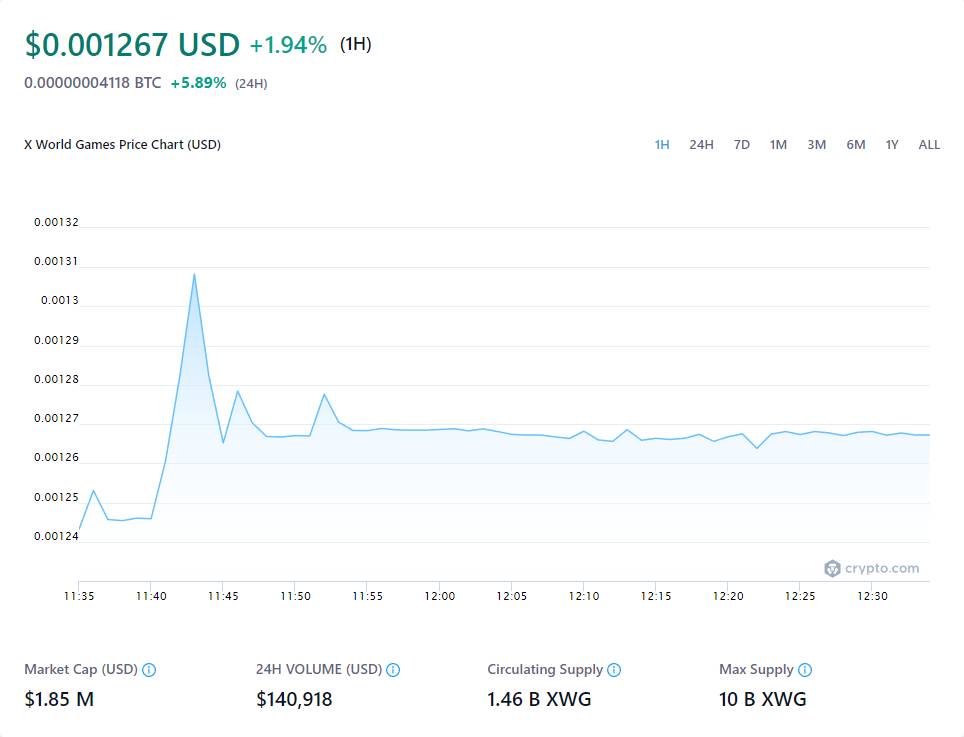 $0.001267 USD +1.94% (1H)
0.00000004118 BTC +5.89% (24H)
X World Games Price Chart (USD)
1H 24H 7D 1M 3M 6M 1Y ALL
0.00132
0.00131
0.0013
0.00129
0.00128
0.00127
0.00126
0.00125
0.00124
crypto.com
11:35 11:40 11:45 11:50 11:55 12:00 12:05 12:10 12:15 12:20 12:25 12:30
Market Cap (USD) 24H VOLUME (USD) Circulating Supply Max Supply
$1.85 M $140,918 1.46 B XWG 10 B XWG